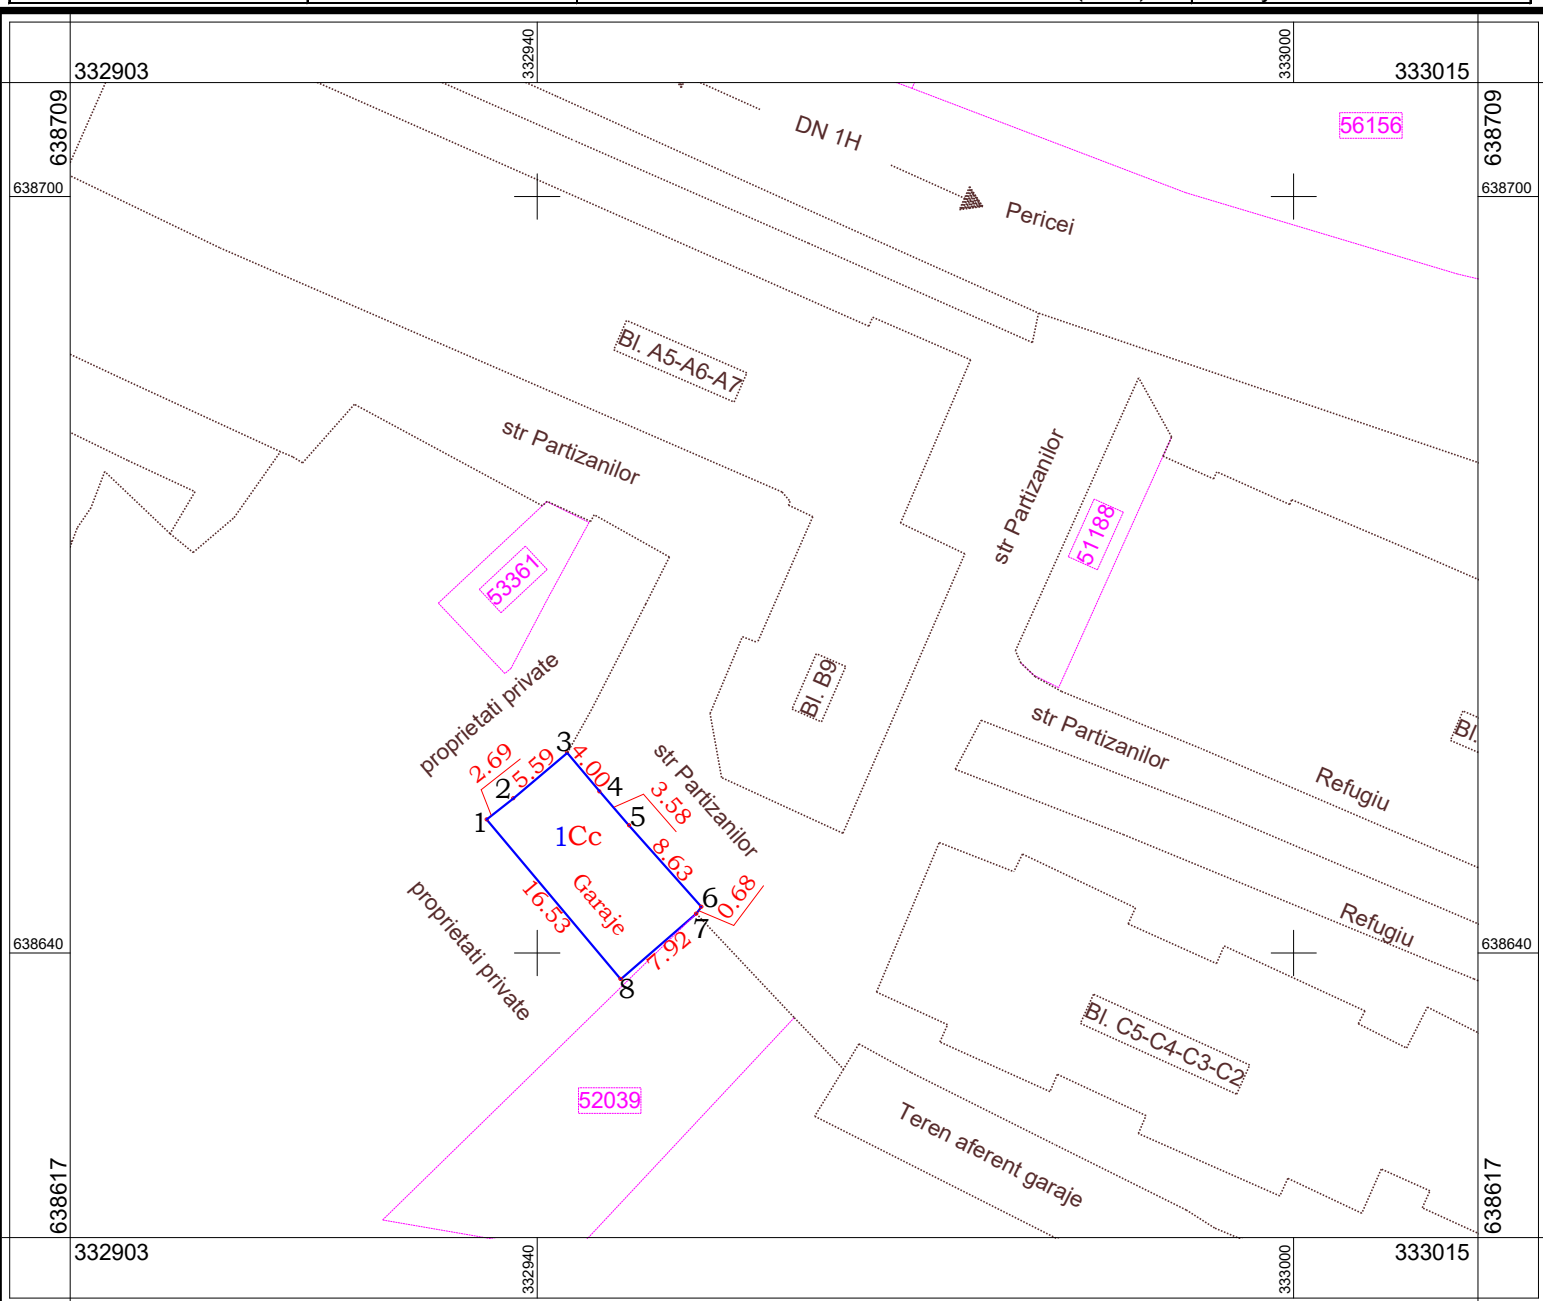 332940
333000
332903
333015
638709
638709
56156
DN 1H
638700
638700
Pericei
Bl. A5-A6-A7
str Partizanilor
str Partizanilor
51188
53361
proprietati private
Bl. B9
str Partizanilor
Bl.
3
2.69
5.59
4.00
str Partizanilor
Refugiu
2
4
3.58
1
5
1Cc
8.63
Garaje
16.53
6
0.68
7
7.92
Refugiu
proprietati private
638640
638640
8
Bl. C5-C4-C3-C2
52039
Teren aferent garaje
638617
638617
332903
333015
332940
333000